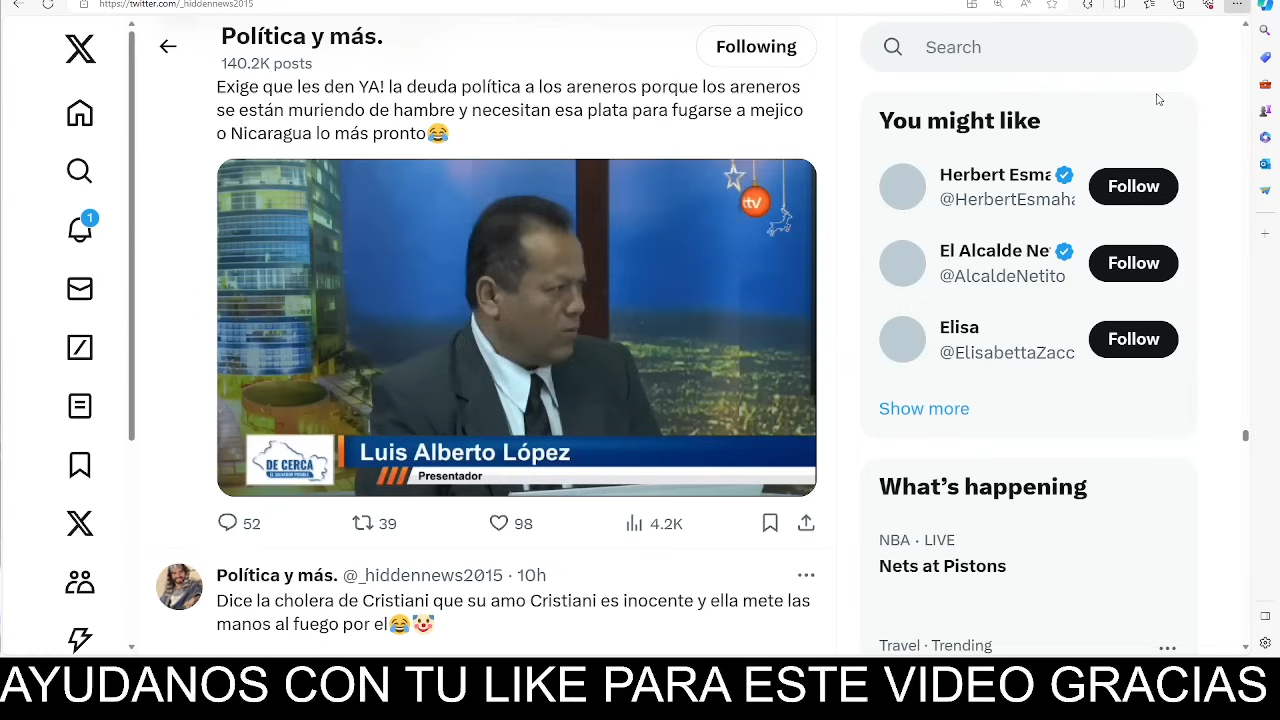 https://twitter.com/_hiddennews2015
Política y más.
140.2K posts
Following
Exige que les den YA! la deuda política a los areneros porque los areneros
se están muriendo de hambre y necesitan esa plata para fugarse a mejico
o Nicaragua lo más pronto😂
tv
DE CERCA
EL SALVADOR POSIBLE
Luis Alberto López
Presentador
52
39
98
4.2K
Política y más. @_hiddennews2015 · 10h
Dice la cholera de Cristiani que su amo Cristiani es inocente y ella mete las
manos al fuego por el😂🤡
1
Search
You might like
Herbert Esma
@HerbertEsmaha
Follow
El Alcalde Ne
@AlcaldeNetito
Follow
Elisa
@ElisabettaZacc
Follow
Show more
What’s happening
NBA · LIVE
Nets at Pistons
Travel · Trending
AYUDANOS CON TU LIKE PARA ESTE VIDEO GRACIAS